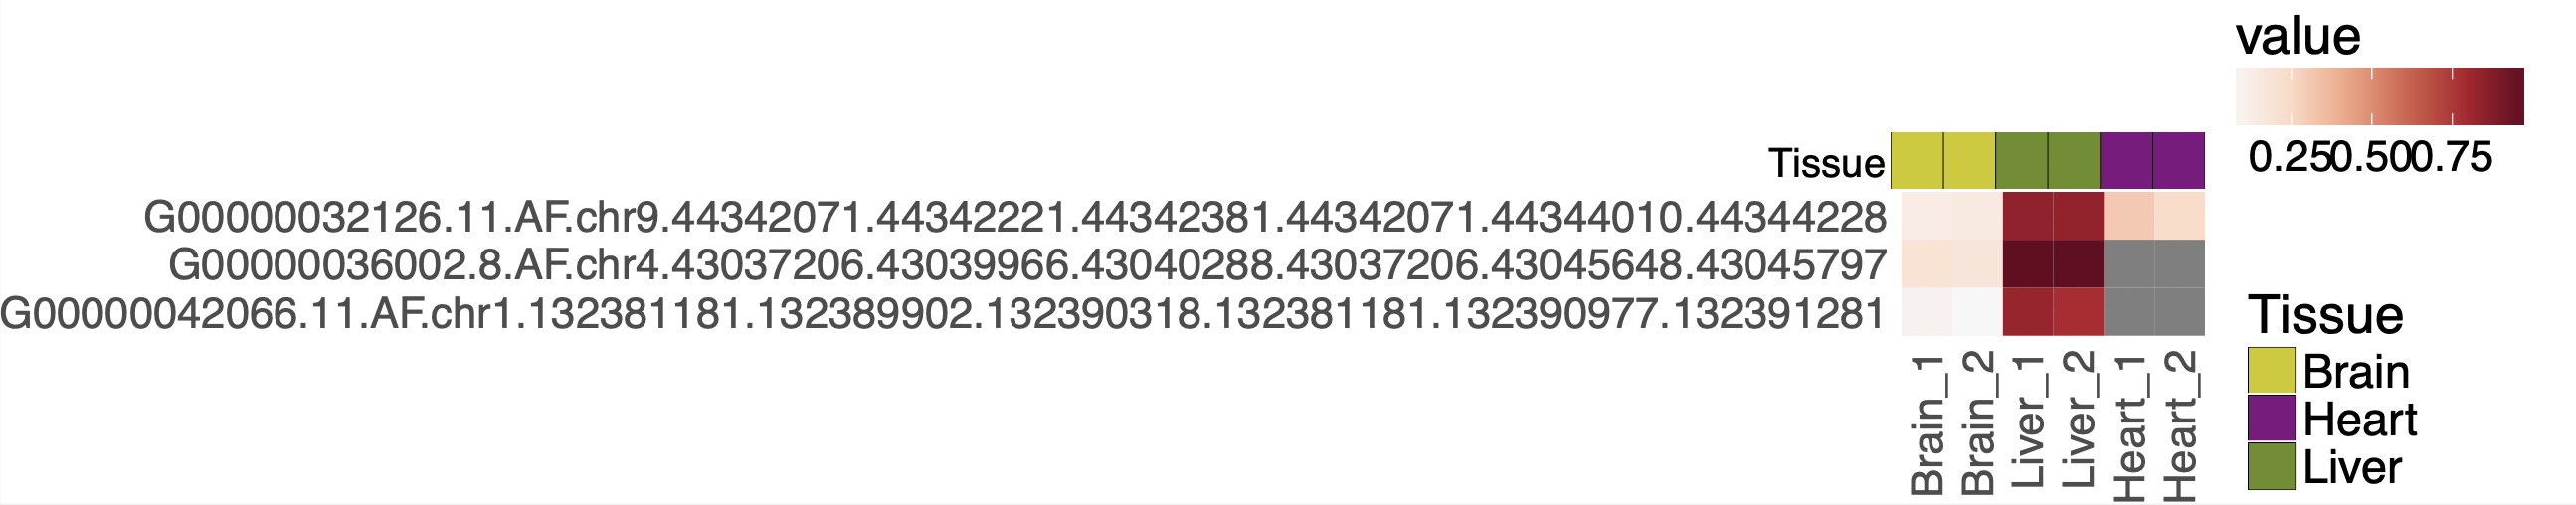 value
0.25 0.50 0.75
Tissue
G00000032126.11.AF.chr9.44342071.44342221.44342381.44342071.44344010.44344228
G00000036002.8.AF.chr4.43037206.43039966.43040288.43037206.43045648.43045797
G00000042066.11.AF.chr1.132381181.132389902.132390318.132381181.132390977.132391281
Brain_1
Brain_2
Liver_1
Liver_2
Heart_1
Heart_2
Tissue
Brain
Heart
Liver